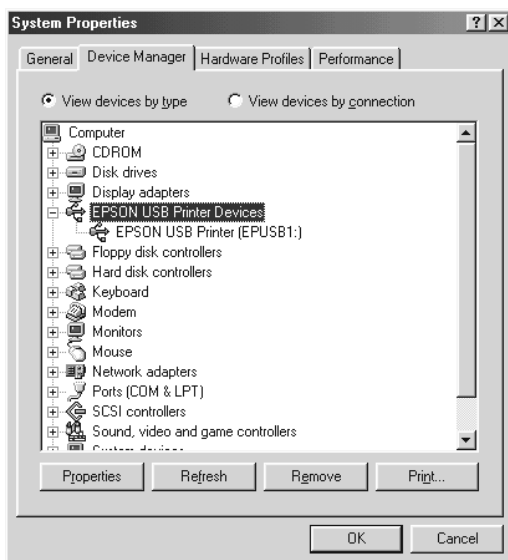 System Properties
General Device Manager Hardware Profiles Performance
View devices by type View devices by connection
Computer
CDROM
Disk drives
Display adapters
EPSON USB Printer Devices
EPSON USB Printer (EPUSB1:)
Floppy disk controllers
Hard disk controllers
Keyboard
Modem
Monitors
Mouse
Network adapters
Ports (COM & LPT)
SCSI controllers
Sound, video and game controllers
System devices
Properties Refresh Remove Print...
OK Cancel